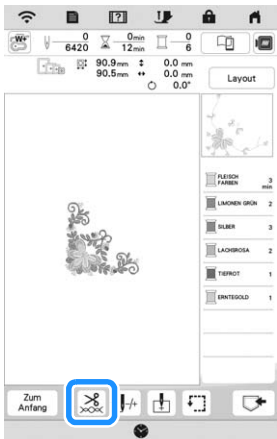 W+
0
6420
0min
12min
0
6
90.9mm
90.5mm
0.0 mm
0.0 mm
0.0°
Layout
FLEISCH
FARBEN
3
min
LIMONEN GRÜN 2
SILBER 3
LACHSROSA 2
TIEFROT 1
ERNTEGOLD 1
Zum
Anfang
-/+